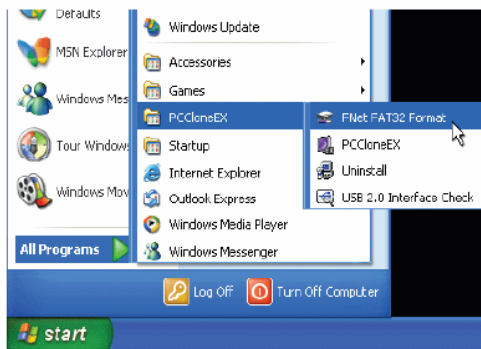 Defaults
MSN Explorer
Windows Mes
Tour Windows
Windows Mov
All Programs
Windows Update
Accessories
Games
PCCloneEX
Startup
Internet Explorer
Outlook Express
Windows Media Player
Windows Messenger
FNet FAT32 Format
PCCloneEX
Uninstall
USB 2.0 Interface Check
Log Off
Turn Off Computer
start